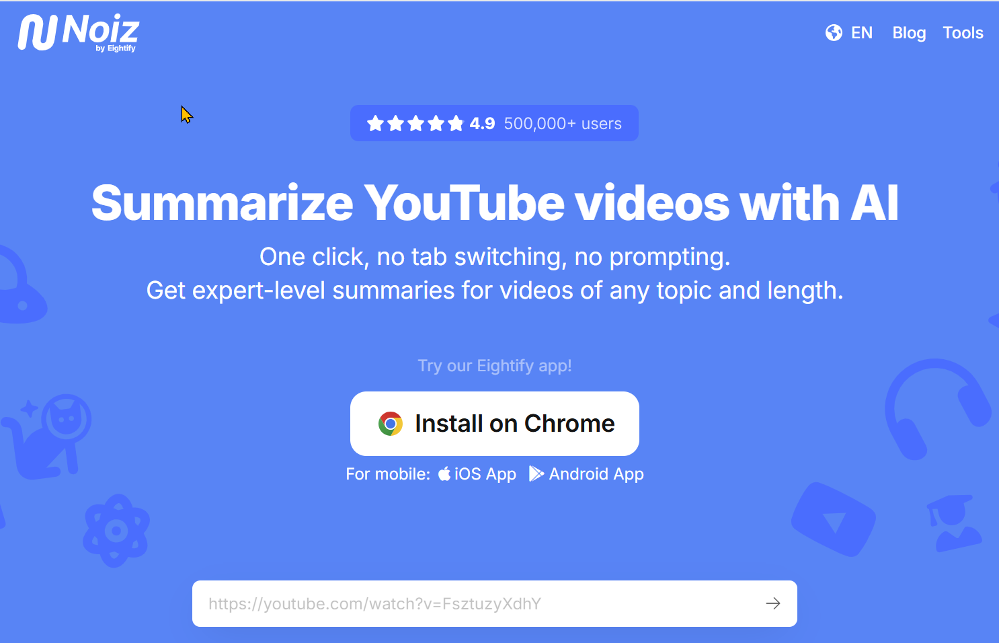 Noiz
by Eightify
EN Blog Tools
4.9 500,000+ users
Summarize YouTube videos with AI
One click, no tab switching, no prompting.
Get expert-level summaries for videos of any topic and length.
Try our Eightify app!
Install on Chrome
For mobile: iOS App Android App
https://youtube.com/watch?v=FsztuzyXdhY